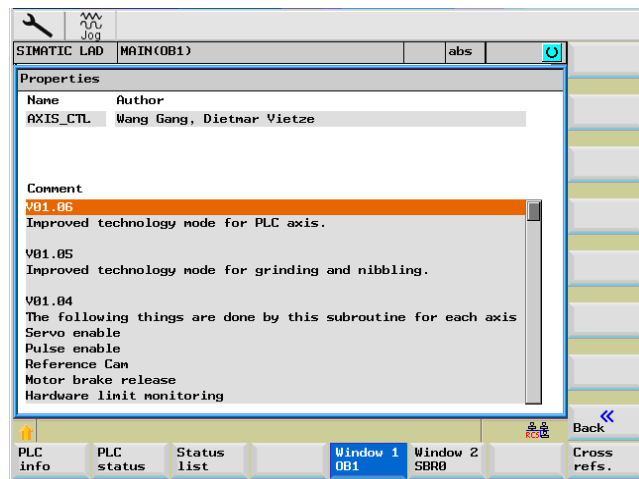 Jog
SIMATIC LAD MAIN(OB1) abs
Properties
Name Author
AXIS_CTL Wang Gang, Dietmar Vietze
Comment
V01.06
Improved technology mode for PLC axis.
V01.05
Improved technology mode for grinding and nibbling.
V01.04
The following things are done by this subroutine for each axis
Servo enable
Pulse enable
Reference Cam
Motor brake release
Hardware limit monitoring
RCS
Back
PLC info
PLC status
Status list
Window 1 OB1
Window 2 SBR0
Cross refs.